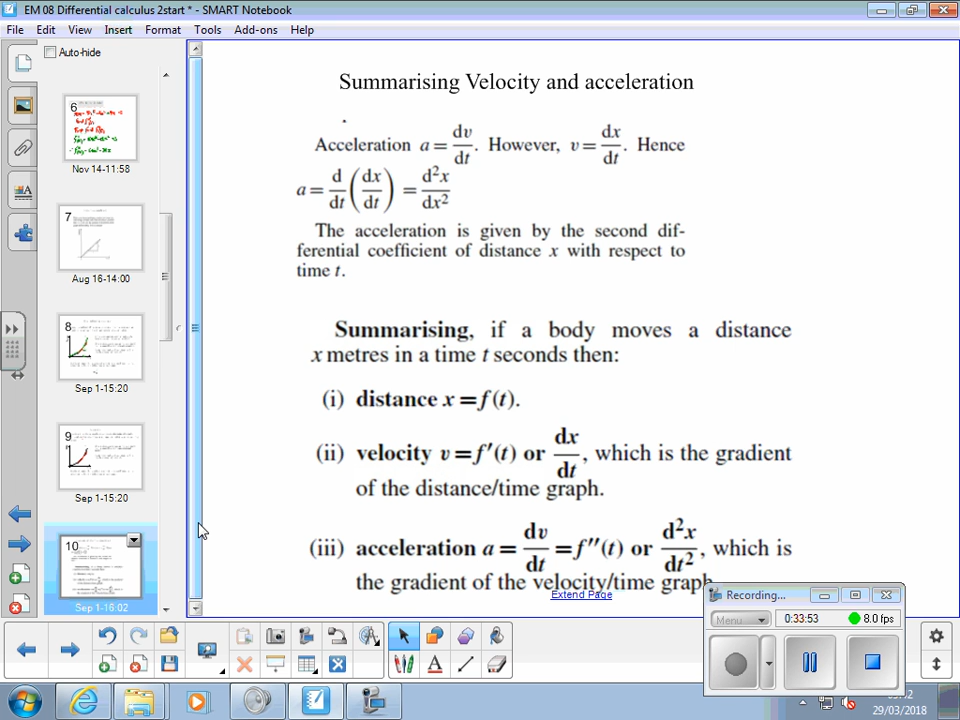 EM 08 Differential calculus 2start * - SMART Notebook
File Edit View Insert Format Tools Add-ons Help
Auto-hide
6
Nov 14-11:58
7
Aug 16-14:00
8
Sep 1-15:20
9
Sep 1-15:20
10
Sep 1-16:02
Summarising Velocity and acceleration
Acceleration a = dv/dt. However, v = dx/dt. Hence
a = d/dt (dx/dt) = d²x/dx²
The acceleration is given by the second dif-
ferential coefficient of distance x with respect to
time t.
Summarising, if a body moves a distance
x metres in a time t seconds then:
(i) distance x = f(t).
(ii) velocity v = f′(t) or dx/dt, which is the gradient
of the distance/time graph.
(iii) acceleration a = dv/dt = f″(t) or d²x/dt², which is
the gradient of the velocity/time graph
Extend Page
Recording...
Menu
0:33:53
8.0 fps
29/03/2018